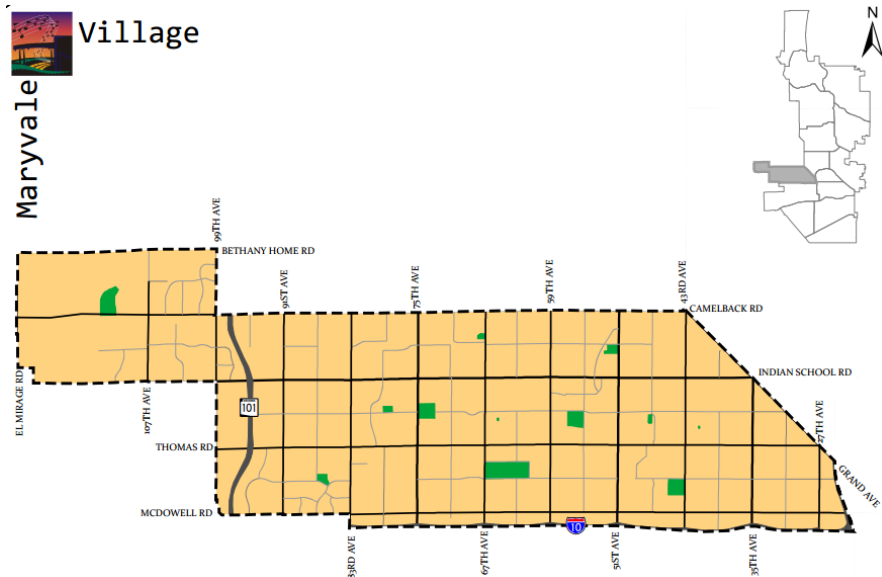 Village
Maryvale
N
99TH AVE
BETHANY HOME RD
91ST AVE
75TH AVE
59TH AVE
43RD AVE
CAMELBACK RD
INDIAN SCHOOL RD
EL MIRAGE RD
107TH AVE
101
27TH AVE
THOMAS RD
GRAND AVE
MCDOWELL RD
10
83RD AVE
67TH AVE
51ST AVE
35TH AVE